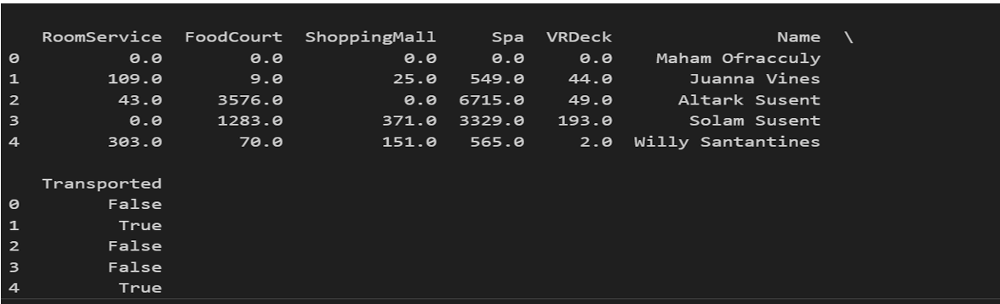 RoomService FoodCourt ShoppingMall Spa VRDeck Name \
0 0.0 0.0 0.0 0.0 0.0 Maham Ofracculy
1 109.0 9.0 25.0 549.0 44.0 Juanna Vines
2 43.0 3576.0 0.0 6715.0 49.0 Altark Susent
3 0.0 1283.0 371.0 3329.0 193.0 Solam Susent
4 303.0 70.0 151.0 565.0 2.0 Willy Santantines
Transported
0 False
1 True
2 False
3 False
4 True